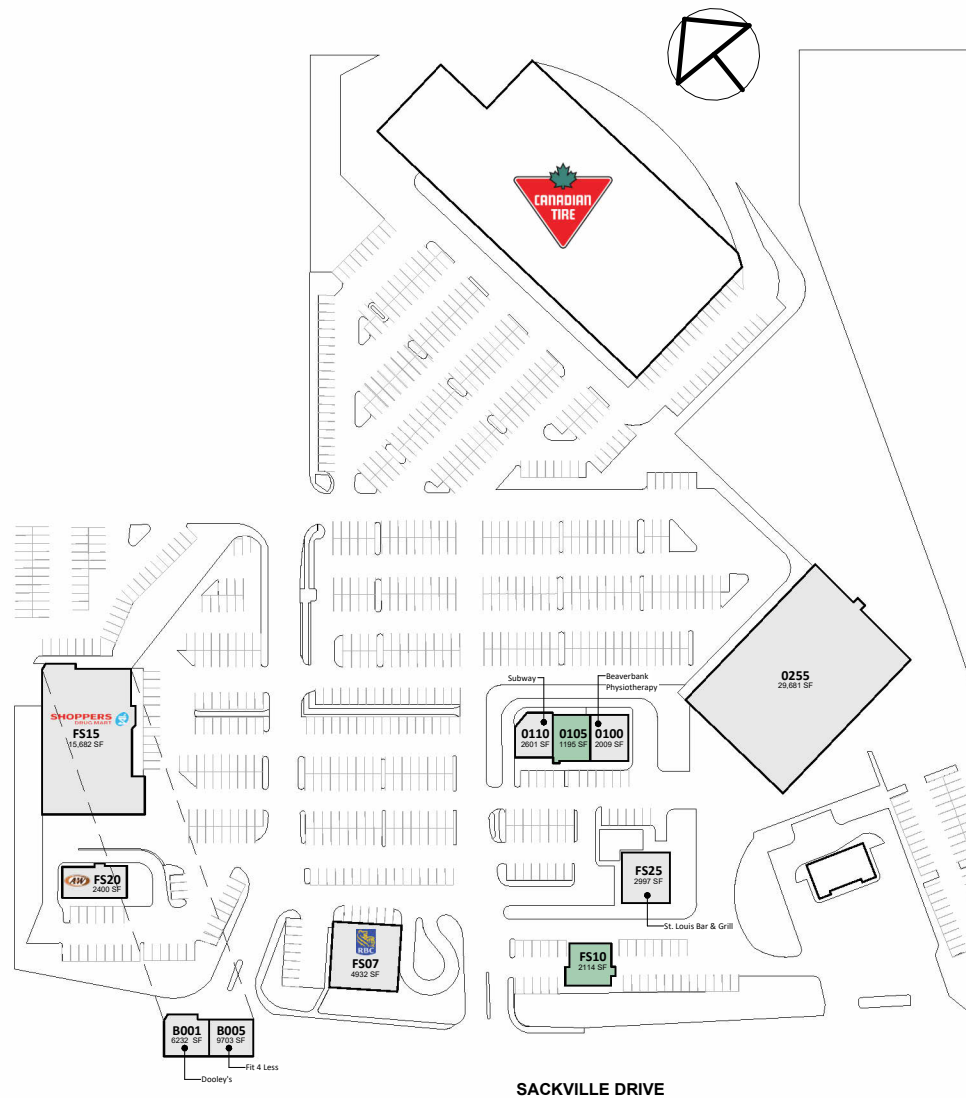 CANADIAN
TIRE
0255
29,681 SF
Subway
Beaverbank
Physiotherapy
SHOPPERS
DRUG MART
FS15
15,682 SF
0110
2601 SF
0105
1195 SF
0100
2009 SF
A&W
FS20
2400 SF
FS25
2997 SF
St. Louis Bar & Grill
RBC
FS07
4932 SF
FS10
2114 SF
B001
6232 SF
B005
9703 SF
Fit 4 Less
Dooley's
SACKVILLE DRIVE